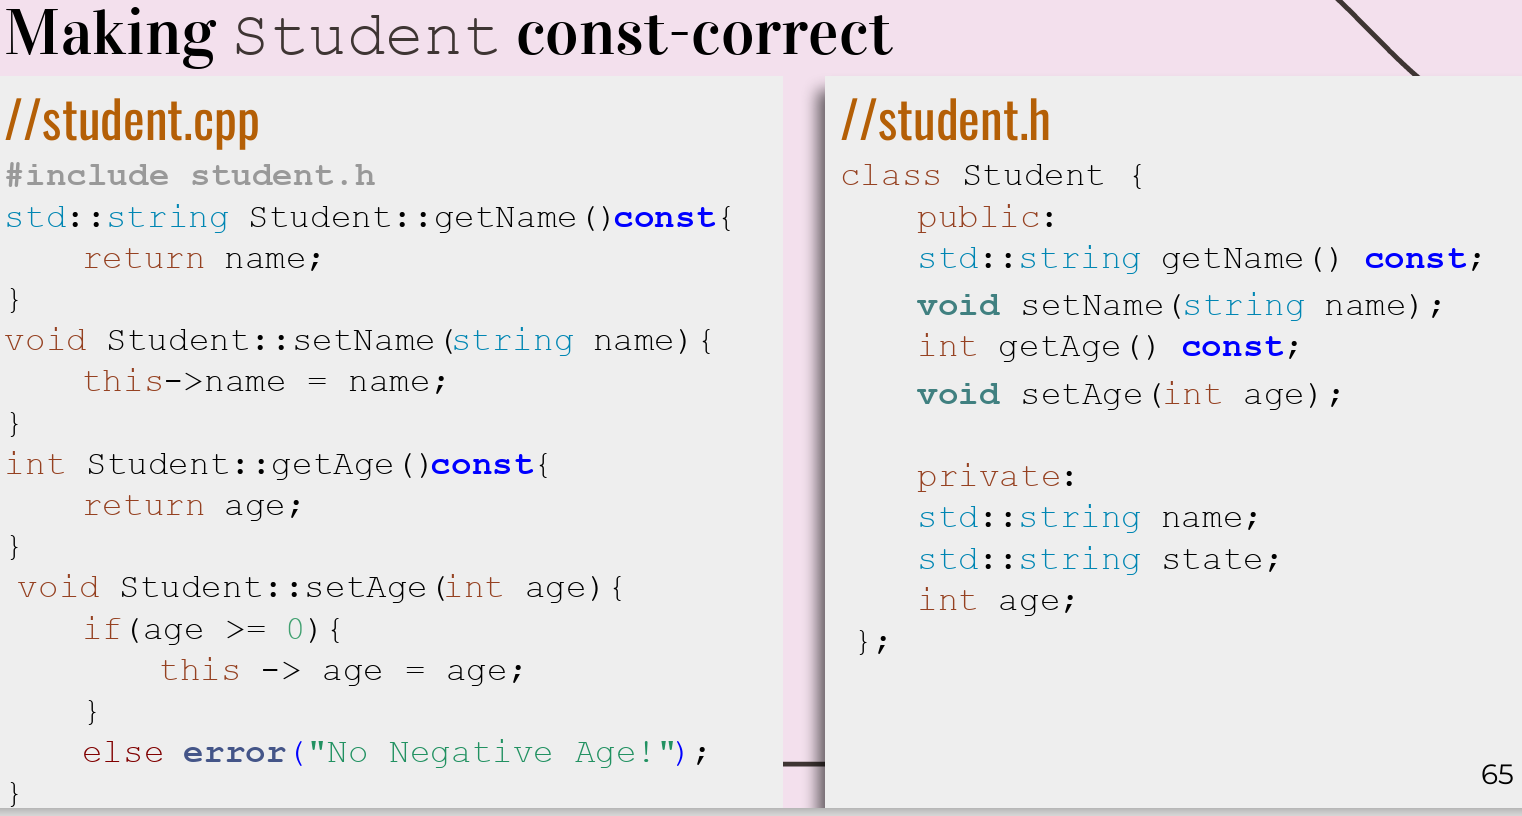 Making Student const-correct
//student.cpp
#include student.h
std::string Student::getName()const{
return name;
}
void Student::setName(string name){
this->name = name;
}
int Student::getAge()const{
return age;
}
void Student::setAge(int age){
if(age >= 0){
this -> age = age;
}
else error("No Negative Age!");
}
//student.h
class Student {
public:
std::string getName() const;
void setName(string name);
int getAge() const;
void setAge(int age);
private:
std::string name;
std::string state;
int age;
};
65